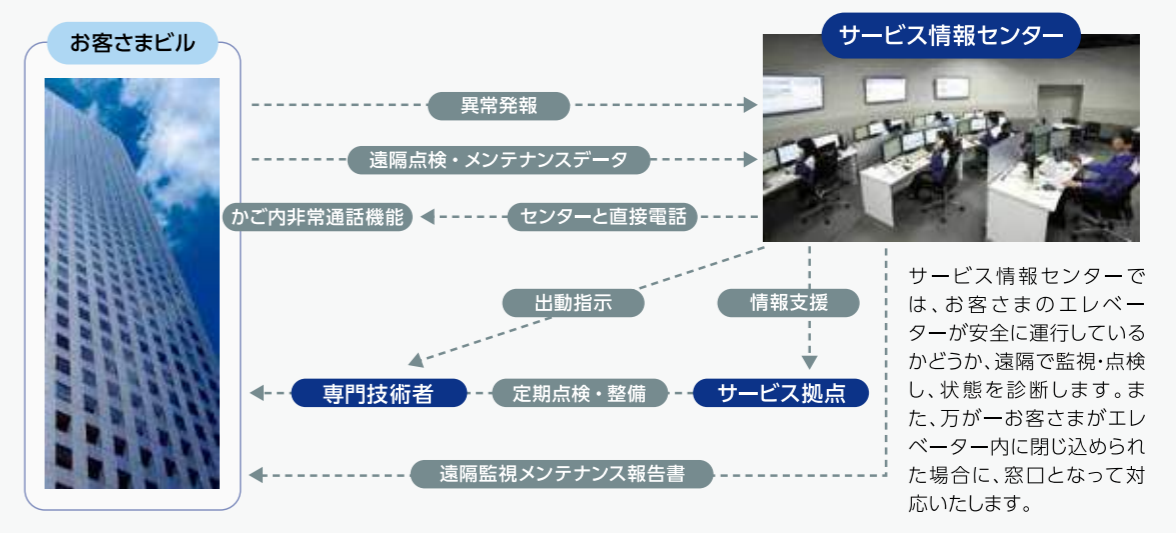 お客さまビル
サービス情報センター
異常発報
遠隔点検・メンテナンスデータ
かご内非常通話機能
センターと直接電話
出動指示
情報支援
専門技術者
定期点検・整備
サービス拠点
遠隔監視メンテナンス報告書
サービス情報センターで
は、お客さまのエレベー
ターが安全に運行している
かどうか、遠隔で監視・点検
し、状態を診断します。ま
た、万が一お客さまがエレ
ベーター内に閉じ込められ
た場合に、窓口となって対
応いたします。